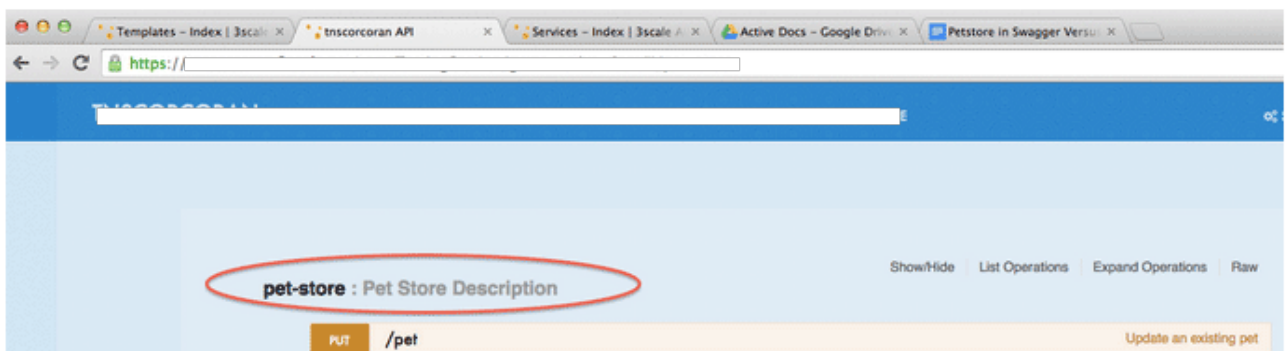 Templates – Index | 3scale
tnscorcoran API
Services – Index | 3scale A
Active Docs – Google Driv
Petstore in Swagger Versu
https://
E
Show/Hide List Operations Expand Operations Raw
pet-store : Pet Store Description
PUT /pet Update an existing pet